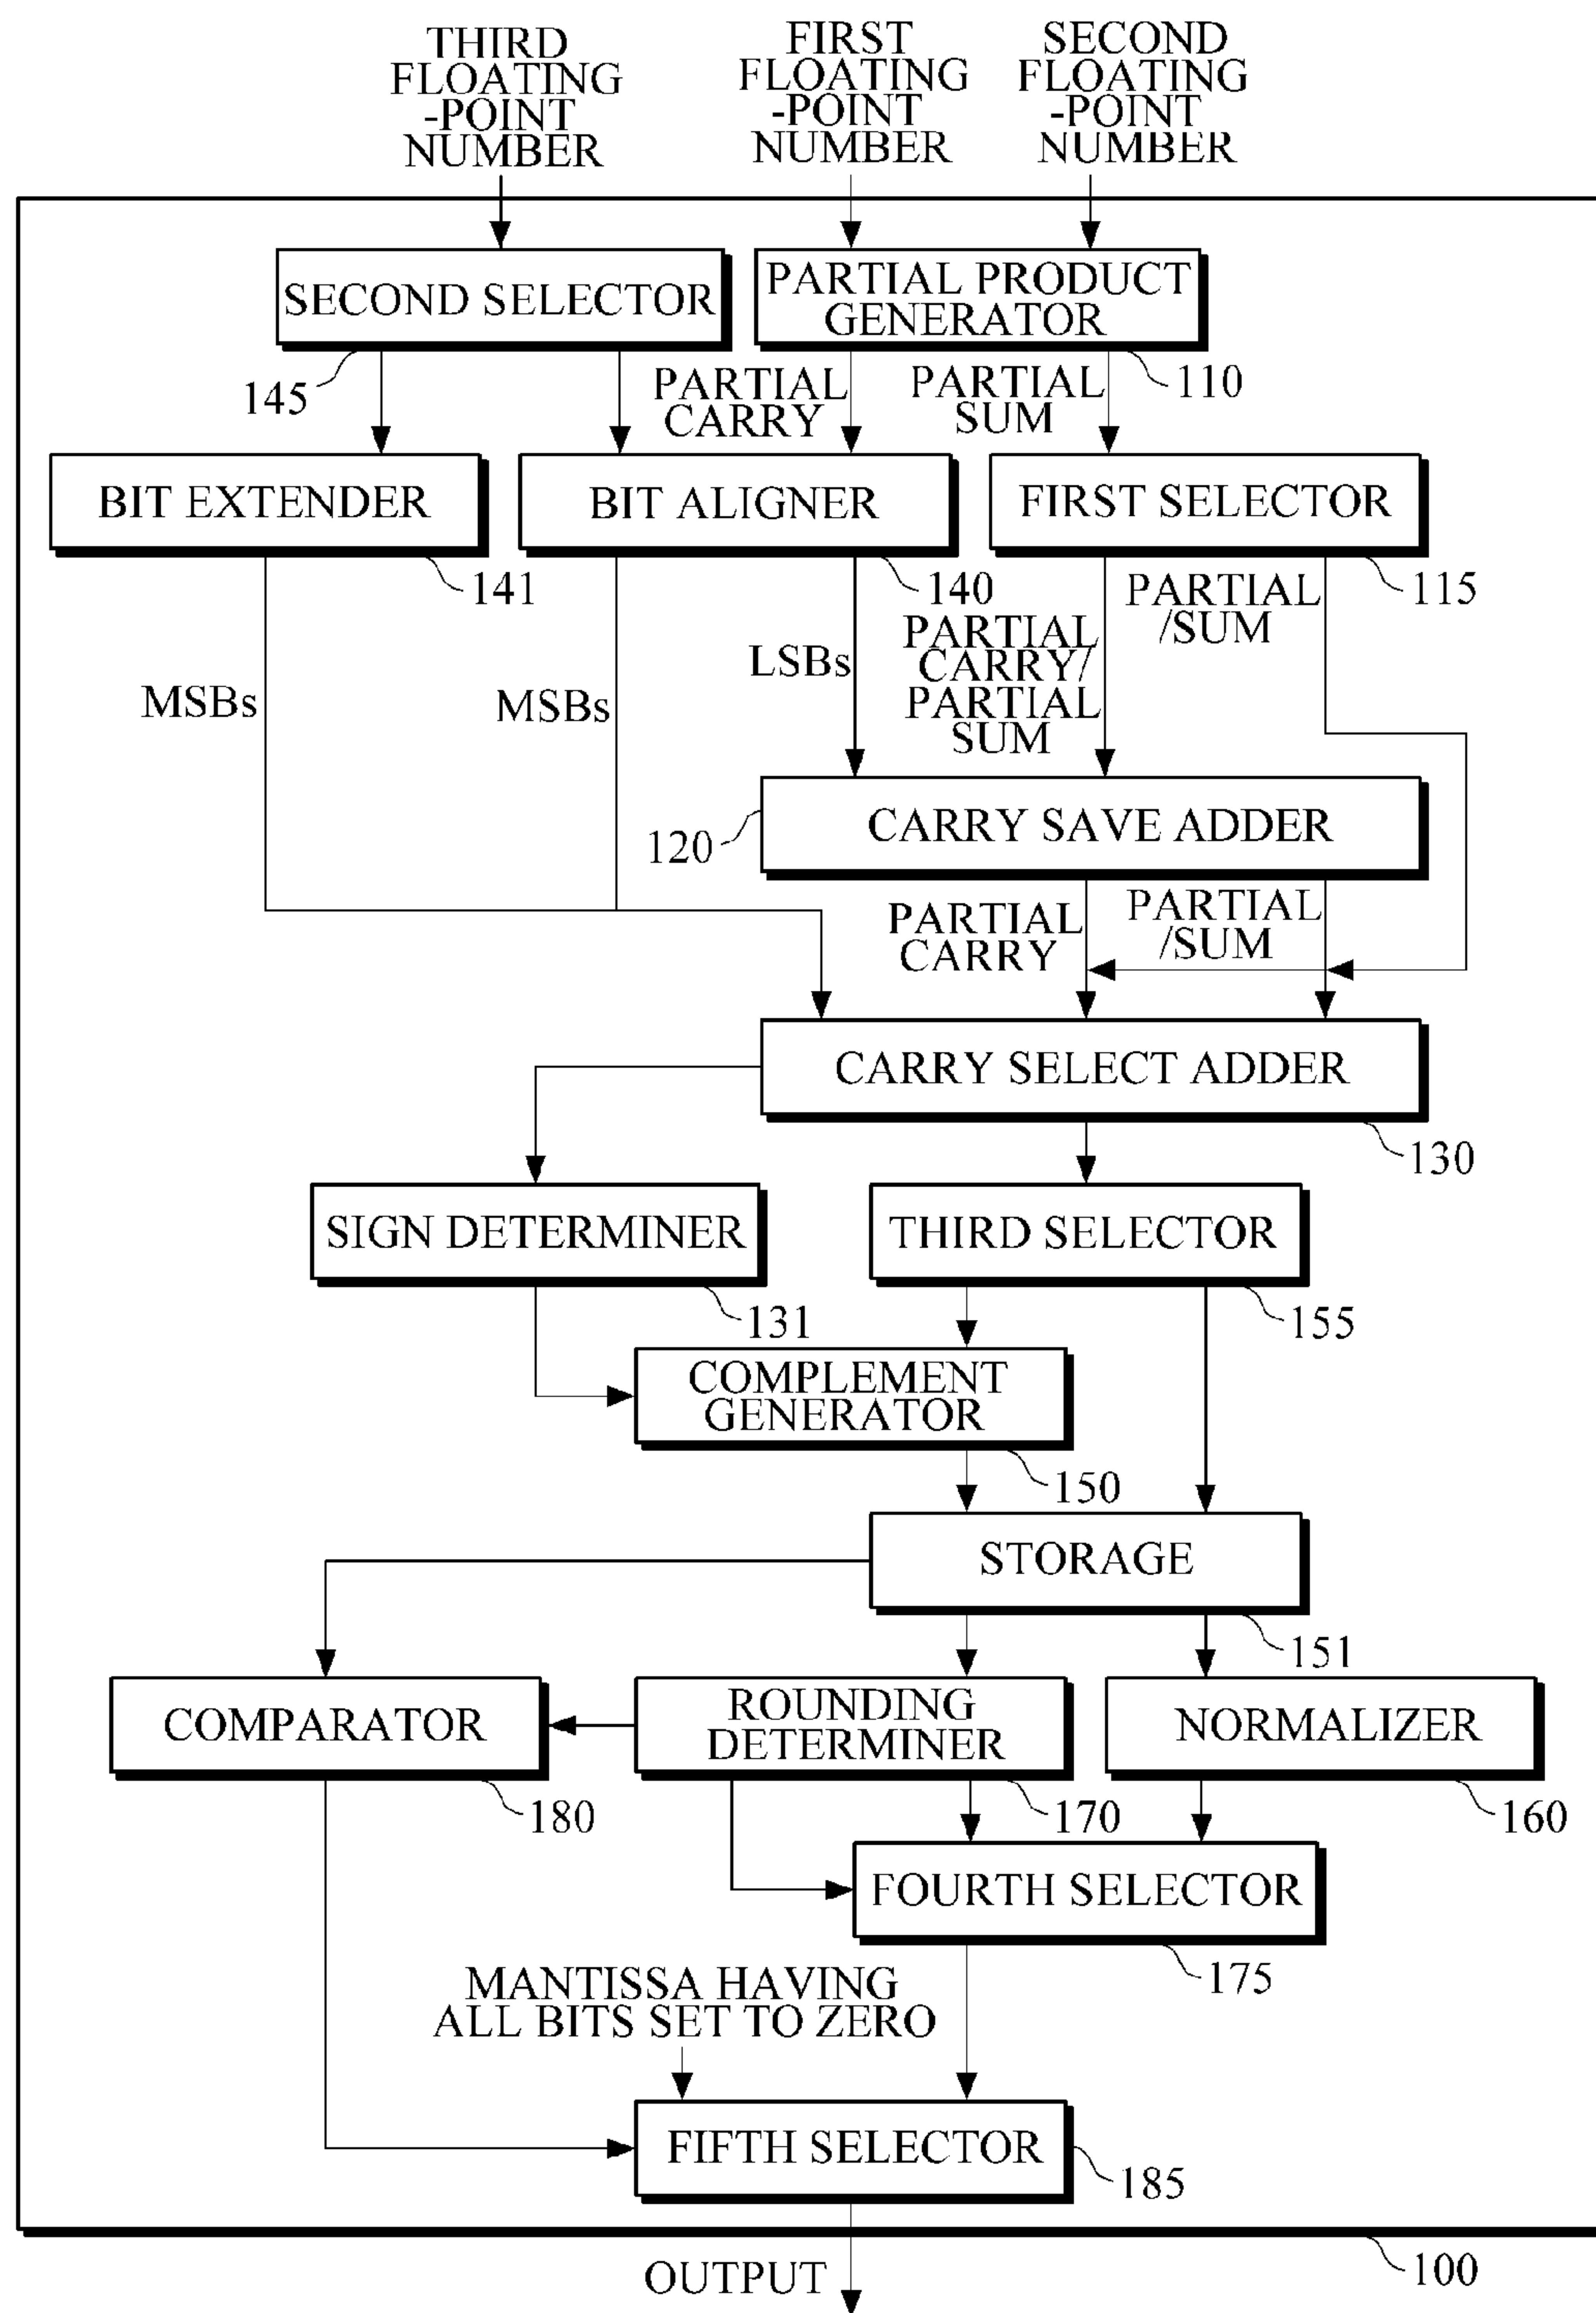 THIRD
FLOATING
-POINT
NUMBER
FIRST
FLOATING
-POINT
NUMBER
SECOND
FLOATING
-POINT
NUMBER
SECOND SELECTOR
145
PARTIAL PRODUCT
GENERATOR
110
PARTIAL
CARRY
PARTIAL
SUM
BIT EXTENDER
141
BIT ALIGNER
140
FIRST SELECTOR
115
MSBs
MSBs
LSBs
PARTIAL
CARRY/
PARTIAL
SUM
PARTIAL
/SUM
CARRY SAVE ADDER
120
PARTIAL
CARRY
PARTIAL
/SUM
CARRY SELECT ADDER
130
SIGN DETERMINER
131
THIRD SELECTOR
155
COMPLEMENT
GENERATOR
150
STORAGE
151
COMPARATOR
180
ROUNDING
DETERMINER
170
NORMALIZER
160
FOURTH SELECTOR
175
MANTISSA HAVING
ALL BITS SET TO ZERO
FIFTH SELECTOR
185
100
OUTPUT